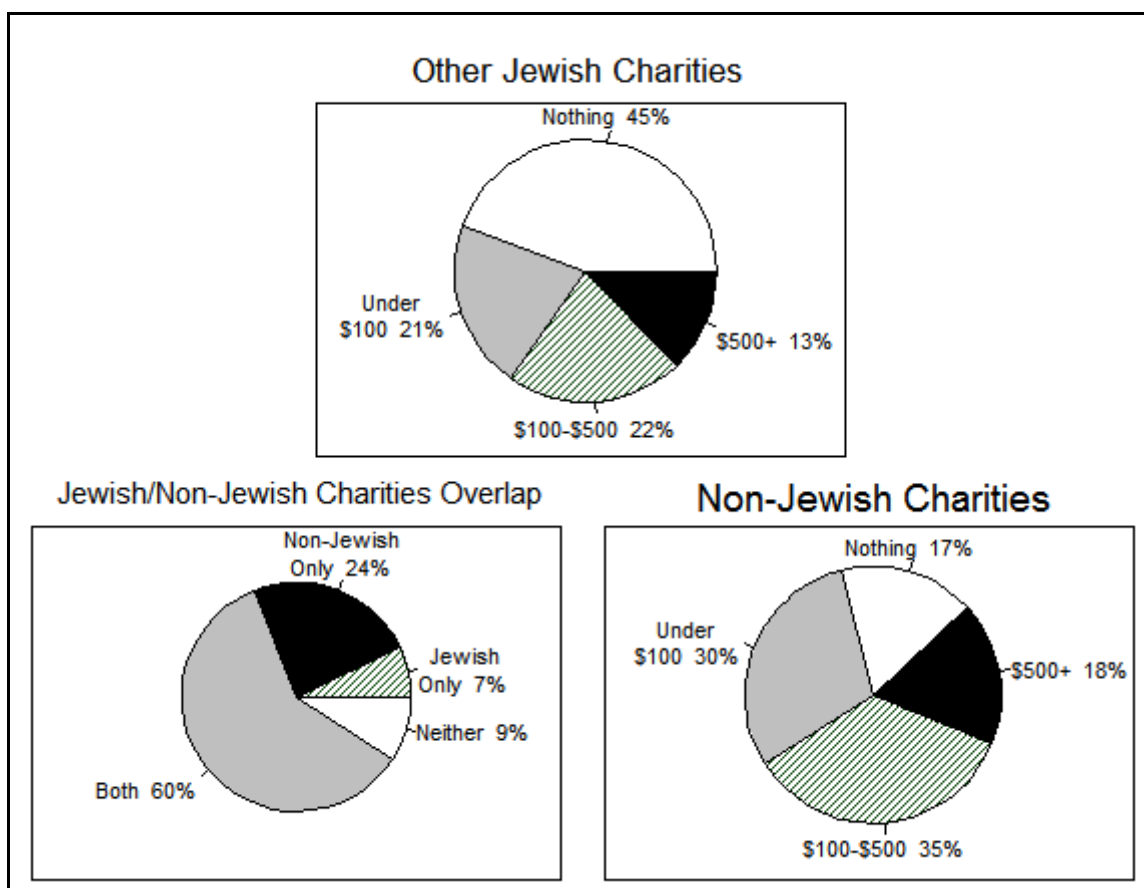 Other Jewish Charities
Nothing 45%
Under
$100 21%
$500+ 13%
$100-$500 22%
Jewish/Non-Jewish Charities Overlap
Non-Jewish
Only 24%
Jewish
Only 7%
Neither 9%
Both 60%
Non-Jewish Charities
Nothing 17%
Under
$100 30%
$500+ 18%
$100-$500 35%